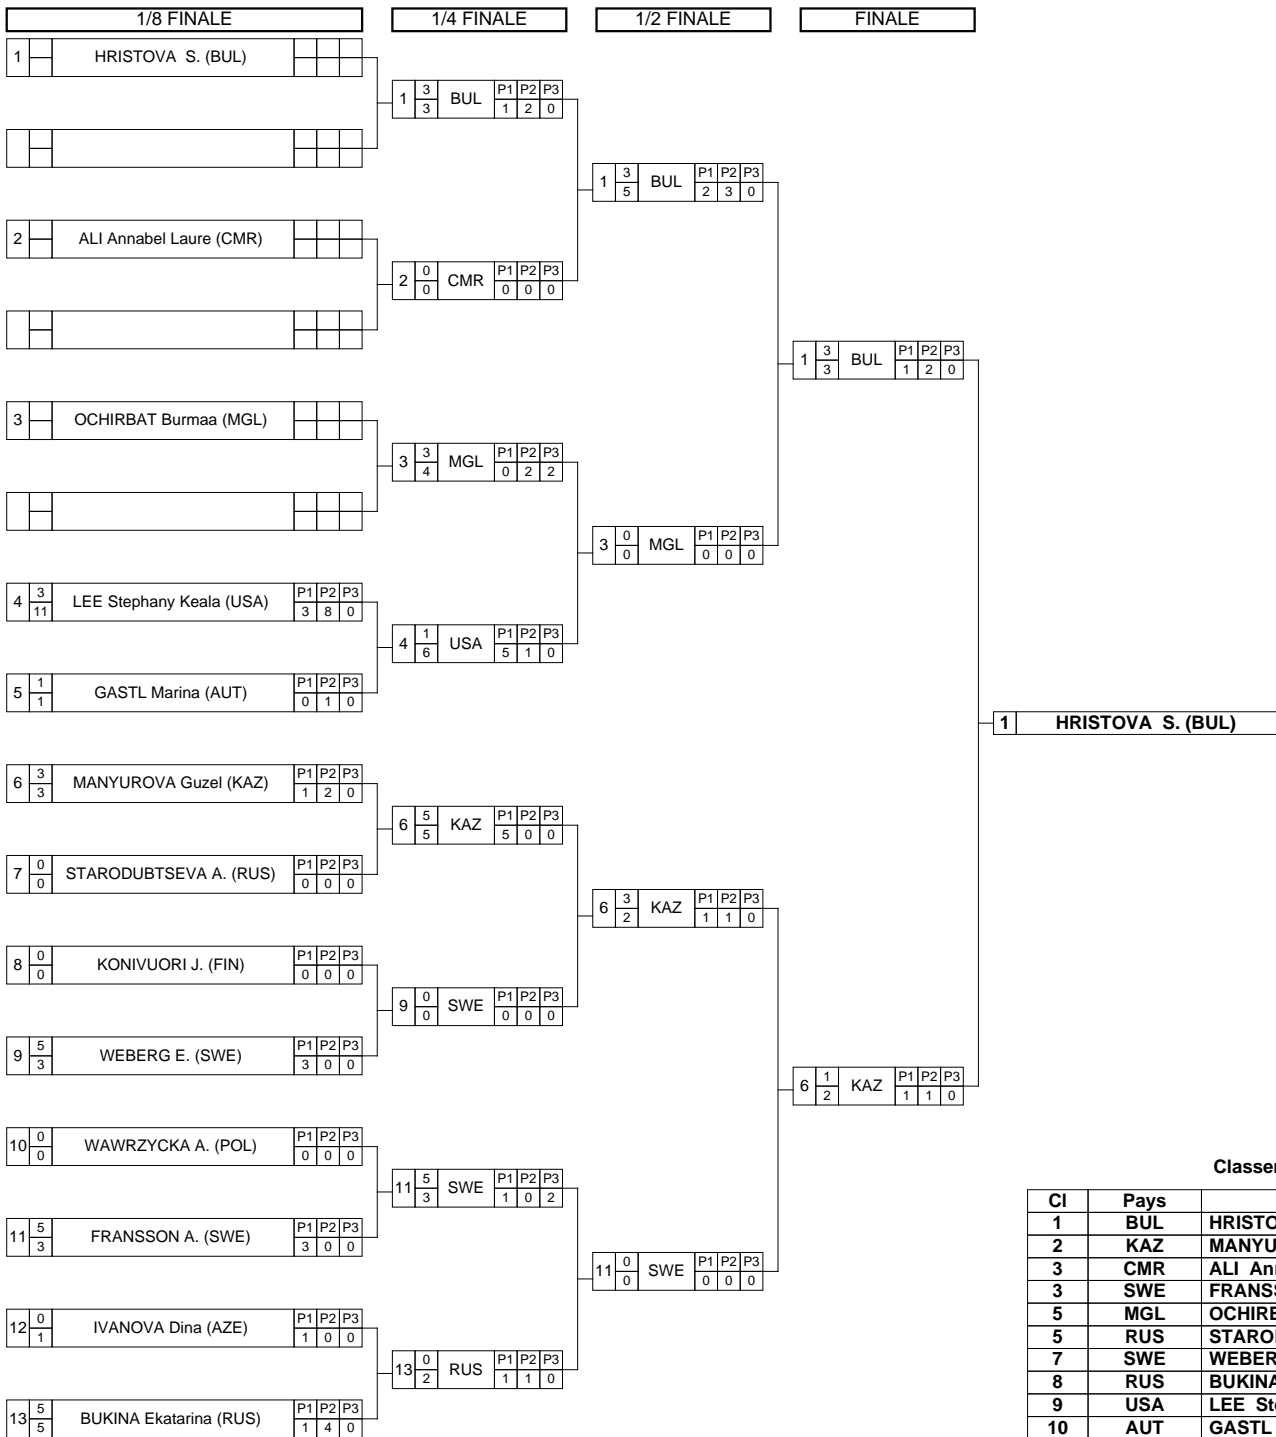 1/8 FINALE 1/4 FINALE 1/2 FINALE FINALE
1 HRISTOVA S. (BUL)
1 3 3 BUL P1 P2 P3 1 2 0
1 3 5 BUL P1 P2 P3 2 3 0
2 ALI Annabel Laure (CMR)
2 0 0 CMR P1 P2 P3 0 0 0
1 3 3 BUL P1 P2 P3 1 2 0
3 OCHIRBAT Burmaa (MGL)
3 3 4 MGL P1 P2 P3 0 2 2
3 0 0 MGL P1 P2 P3 0 0 0
4 3 11 LEE Stephany Keala (USA) P1 P2 P3 3 8 0
4 1 6 USA P1 P2 P3 5 1 0
5 1 1 GASTL Marina (AUT) P1 P2 P3 0 1 0
1 HRISTOVA S. (BUL)
6 3 3 MANYUROVA Guzel (KAZ) P1 P2 P3 1 2 0
6 5 5 KAZ P1 P2 P3 5 0 0
7 0 0 STARODUBTSEVA A. (RUS) P1 P2 P3 0 0 0
6 3 2 KAZ P1 P2 P3 1 1 0
8 0 0 KONIVUORI J. (FIN) P1 P2 P3 0 0 0
9 0 0 SWE P1 P2 P3 0 0 0
9 5 3 WEBERG E. (SWE) P1 P2 P3 3 0 0
6 1 2 KAZ P1 P2 P3 1 1 0
10 0 0 WAWRZYCKA A. (POL) P1 P2 P3 0 0 0
11 5 3 SWE P1 P2 P3 1 0 2
11 5 3 FRANSSON A. (SWE) P1 P2 P3 3 0 0
11 0 0 SWE P1 P2 P3 0 0 0
12 0 1 IVANOVA Dina (AZE) P1 P2 P3 1 0 0
13 0 2 RUS P1 P2 P3 1 1 0
13 5 5 BUKINA Ekatarina (RUS) P1 P2 P3 1 4 0
Cl Pays
1 BUL
2 KAZ
3 CMR ALI
3 SWE
5 MGL
5 RUS
7 SWE
8 RUS BUKINA
9 USA LEE
10 AUT GASTL